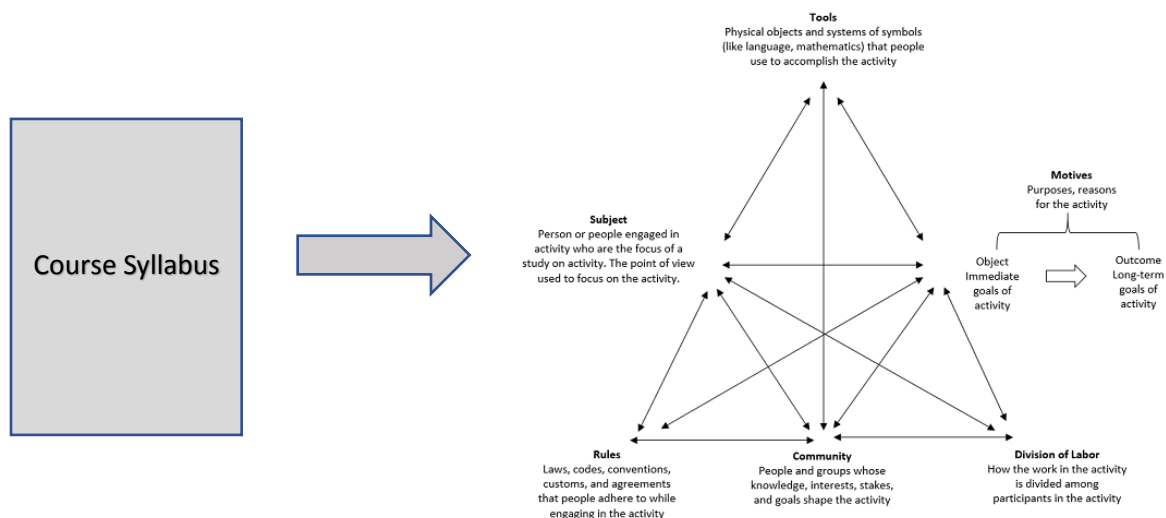 Course Syllabus
Tools
Physical objects and systems of symbols
(like language, mathematics) that people
use to accomplish the activity
Subject
Person or people engaged in
activity who are the focus of a
study on activity. The point of view
used to focus on the activity.
Motives
Purposes, reasons
for the activity
Object
Immediate
goals of
activity
Outcome
Long-term
goals of
activity
Rules
Laws, codes, conventions,
customs, and agreements
that people adhere to while
engaging in the activity
Community
People and groups whose
knowledge, interests, stakes,
and goals shape the activity
Division of Labor
How the work in the activity
is divided among
participants in the activity